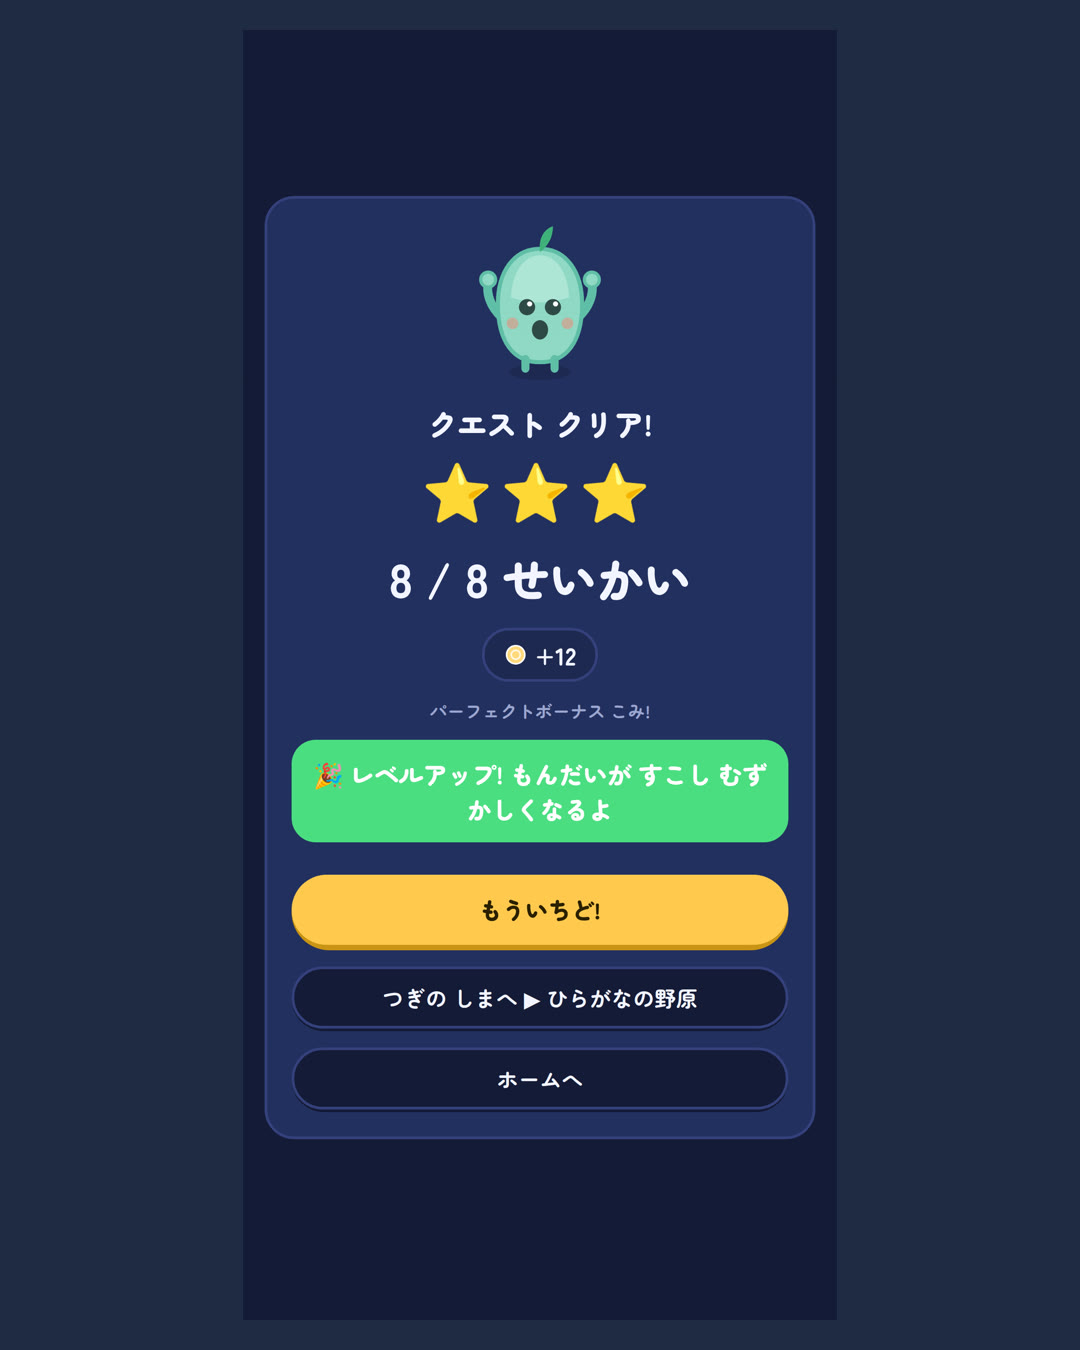 クエスト クリア!
8 / 8 せいかい
+12
パーフェクトボーナス こみ!
🎉 レベルアップ! もんだいが すこし むず
かしくなるよ
もういちど!
つぎの しまへ ▶ ひらがなの野原
ホームへ